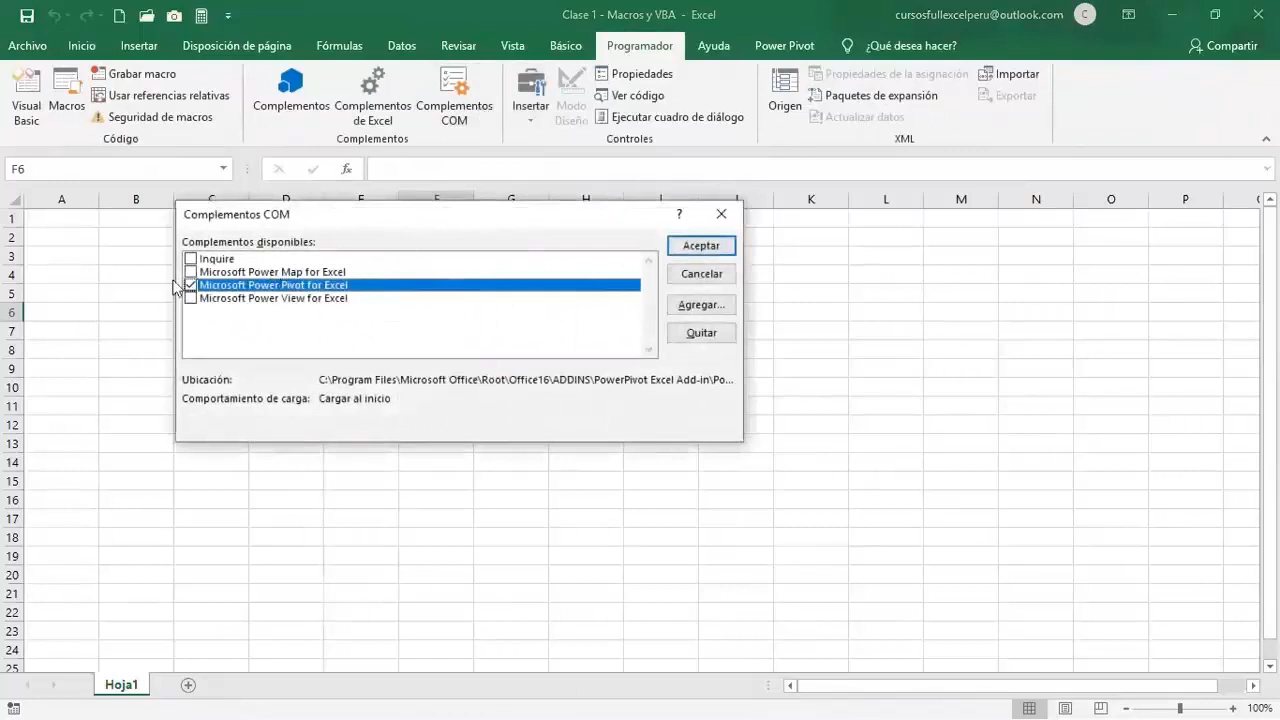 Clase 1 - Macros y VBA - Excel
cursosfullexcelperu@outlook.com C
Archivo Inicio Insertar Disposición de página Fórmulas Datos Revisar Vista Básico Programador Ayuda Power Pivot ¿Qué desea hacer? Compartir
Visual Basic
Macros
Grabar macro
Usar referencias relativas
Seguridad de macros
Código
Complementos
Complementos de Excel
Complementos COM
Complementos
Insertar
Modo Diseño
Propiedades
Ver código
Ejecutar cuadro de diálogo
Controles
Origen
Propiedades de la asignación
Paquetes de expansión
Actualizar datos
Importar
Exportar
XML
F6
fx
A B C D E F G H I J K L M N O P
1
2
3
4
5
6
7
8
9
10
11
12
13
14
15
16
17
18
19
20
21
22
23
24
25
Complementos COM ?
Complementos disponibles:
Inquire
Microsoft Power Map for Excel
Microsoft Power Pivot for Excel
Microsoft Power View for Excel
Aceptar
Cancelar
Agregar...
Quitar
Ubicación: C:\Program Files\Microsoft Office\Root\Office16\ADDINS\PowerPivot Excel Add-in\Po...
Comportamiento de carga: Cargar al inicio
Hoja1
100%